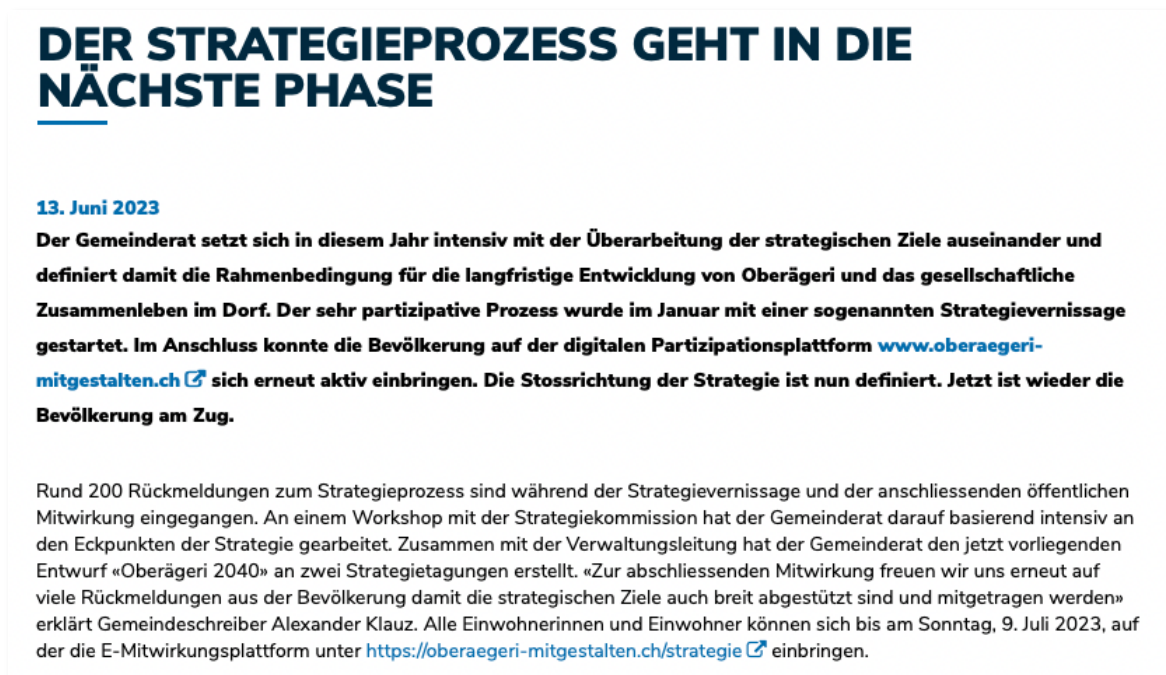 DER STRATEGIEPROZESS GEHT IN DIE
NÄCHSTE PHASE
13. Juni 2023
Der Gemeinderat setzt sich in diesem Jahr intensiv mit der Überarbeitung der strategischen Ziele auseinander und
definiert damit die Rahmenbedingung für die langfristige Entwicklung von Oberägeri und das gesellschaftliche
Zusammenleben im Dorf. Der sehr partizipative Prozess wurde im Januar mit einer sogenannten Strategievernissage
gestartet. Im Anschluss konnte die Bevölkerung auf der digitalen Partizipationsplattform www.oberaegeri-
mitgestalten.ch sich erneut aktiv einbringen. Die Stossrichtung der Strategie ist nun definiert. Jetzt ist wieder die
Bevölkerung am Zug.
Rund 200 Rückmeldungen zum Strategieprozess sind während der Strategievernissage und der anschliessenden öffentlichen
Mitwirkung eingegangen. An einem Workshop mit der Strategiekommission hat der Gemeinderat darauf basierend intensiv an
den Eckpunkten der Strategie gearbeitet. Zusammen mit der Verwaltungsleitung hat der Gemeinderat den jetzt vorliegenden
Entwurf «Oberägeri 2040» an zwei Strategietagungen erstellt. «Zur abschliessenden Mitwirkung freuen wir uns erneut auf
viele Rückmeldungen aus der Bevölkerung damit die strategischen Ziele auch breit abgestützt sind und mitgetragen werden»
erklärt Gemeindeschreiber Alexander Klauz. Alle Einwohnerinnen und Einwohner können sich bis am Sonntag, 9. Juli 2023, auf
der die E-Mitwirkungsplattform unter https://oberaegeri-mitgestalten.ch/strategie einbringen.